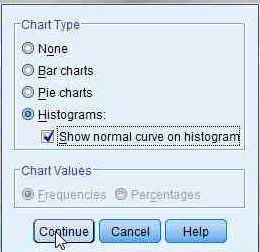 Chart Type
None
Bar charts
Pie charts
Histograms:
Show normal curve on histogram
Chart Values
Frequencies Percentages
Continue Cancel Help